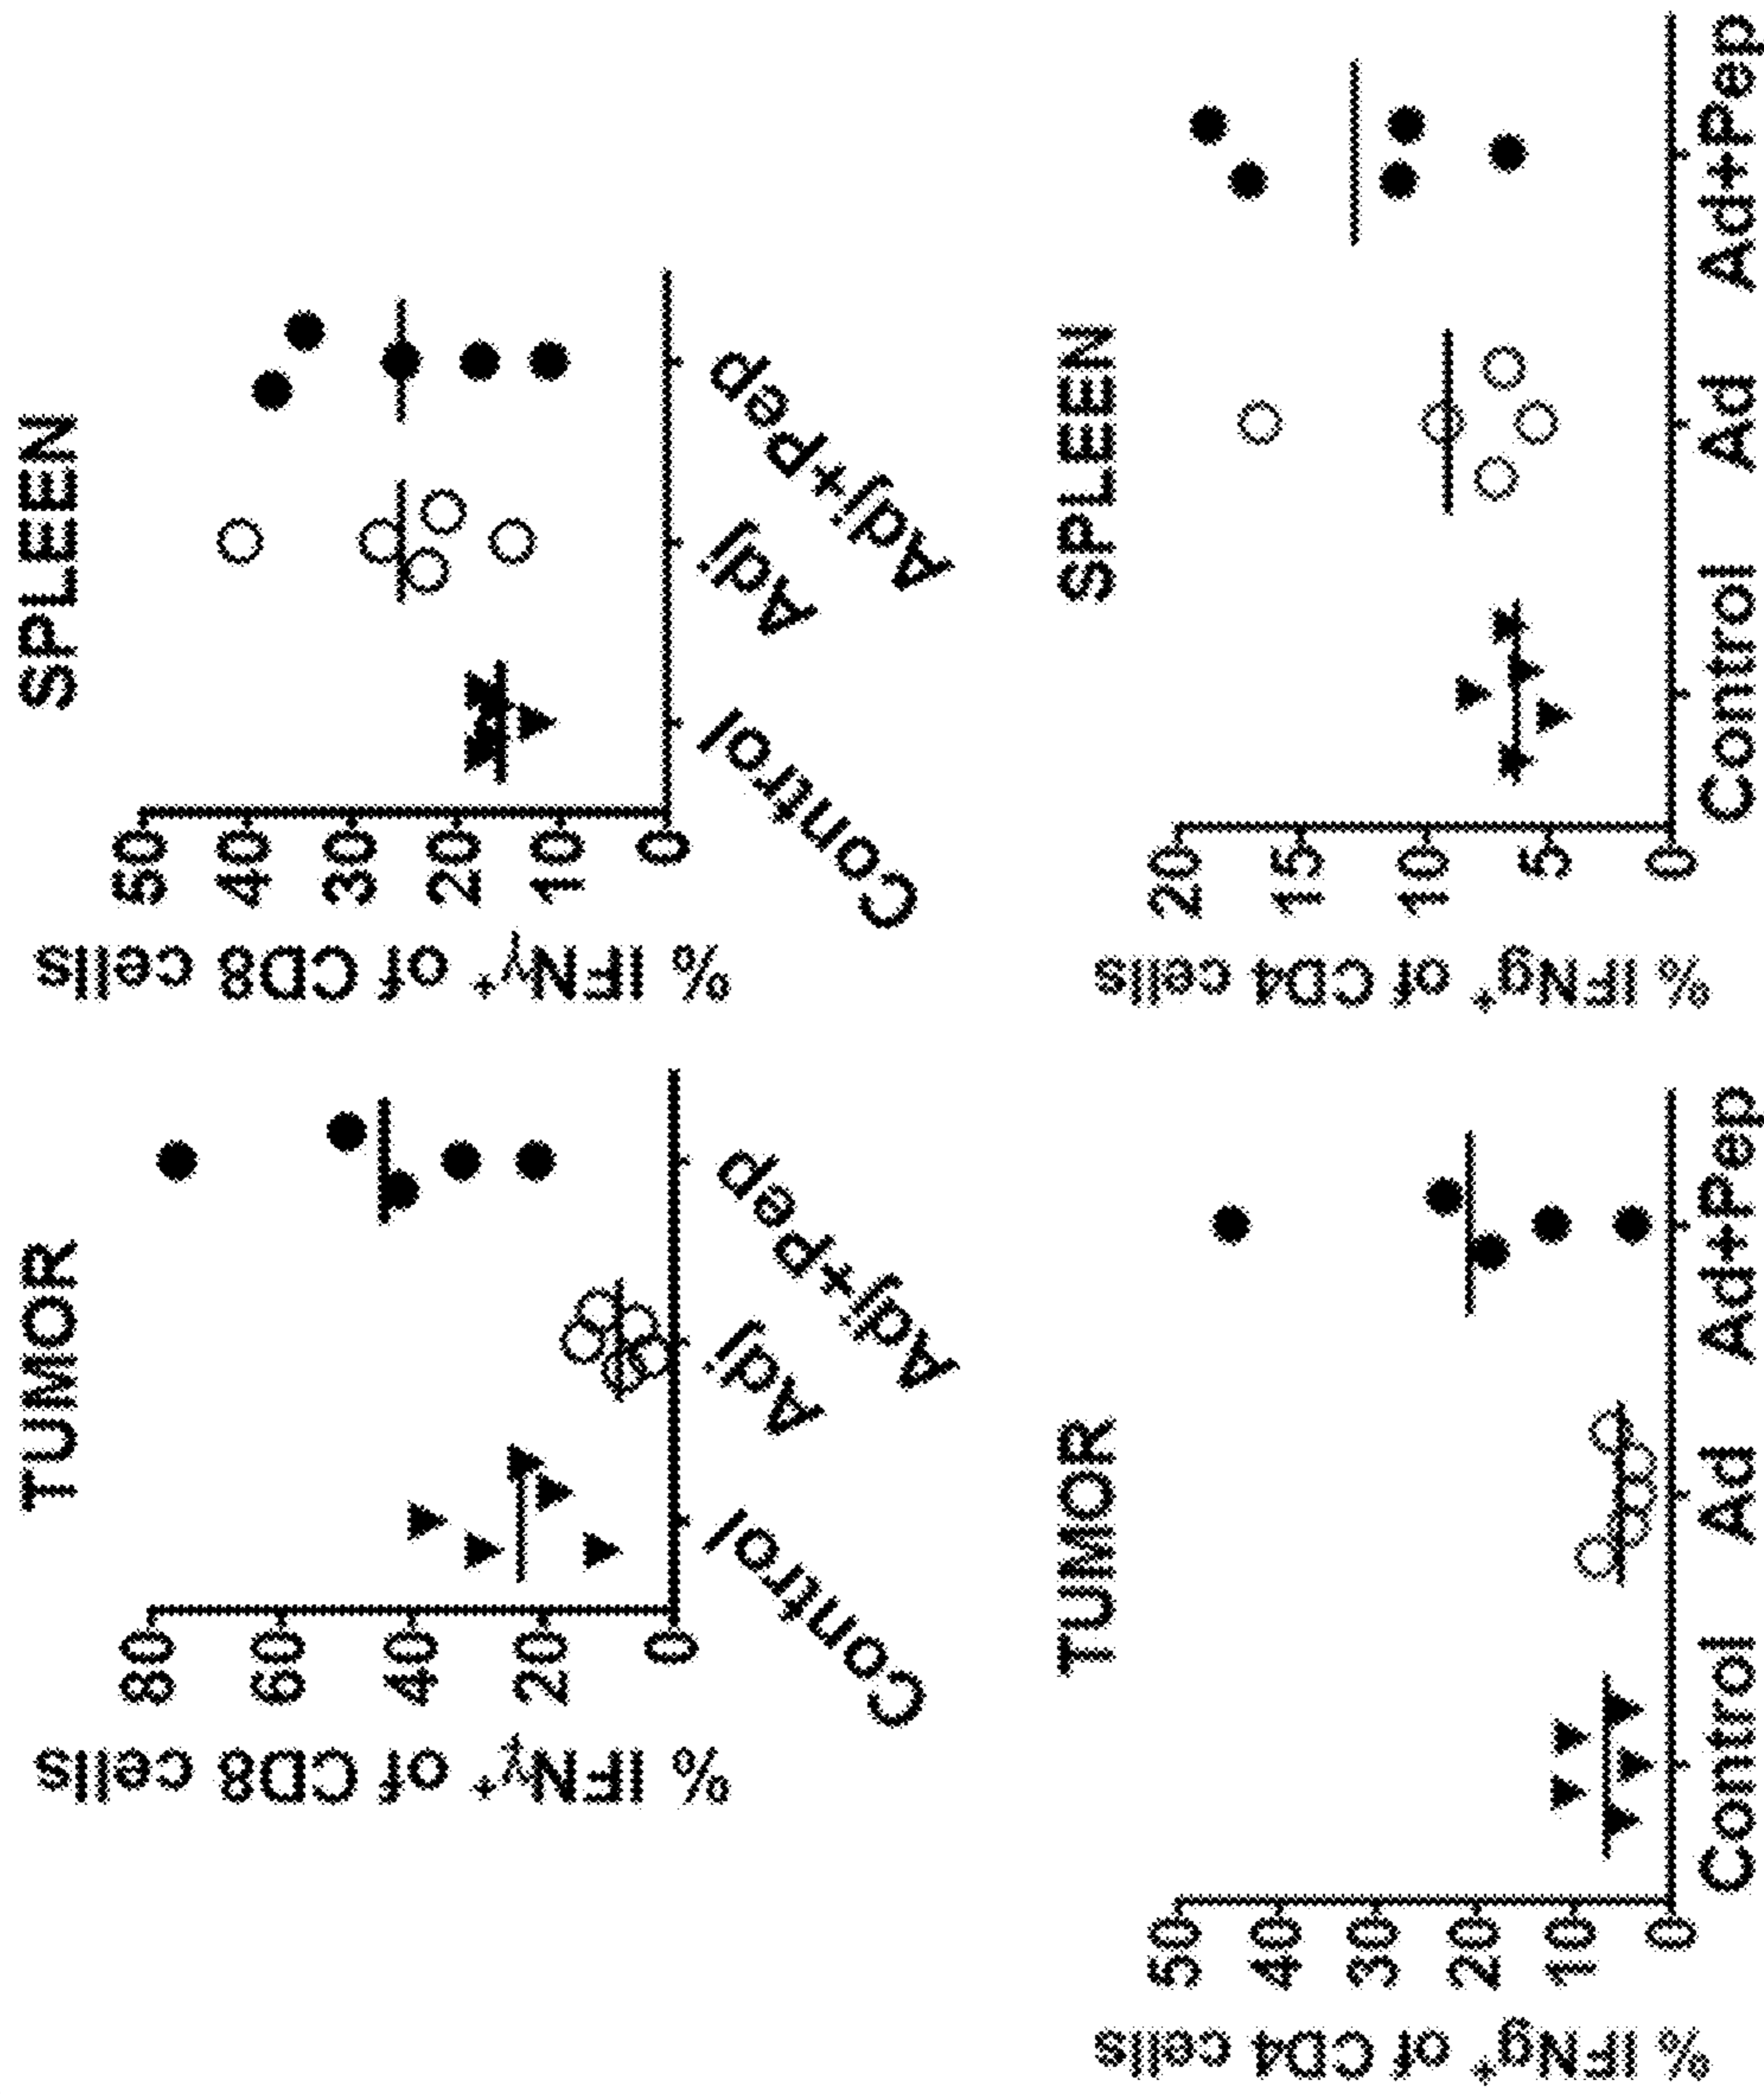 TUMOR
% IFNγ⁺ of CD8 cells
80
60
40
20
0
Control
Adj
Adj+Pep
SPLEEN
% IFNγ⁺ of CD8 cells
50
40
30
20
10
0
Control
Adj
Adj+Pep
TUMOR
% IFNg⁺ of CD4 cells
50
40
30
20
10
0
Control Ad Ad+Pep
SPLEEN
% IFNg⁺ of CD4 cells
20
15
10
5
0
Control Ad Ad+Pep